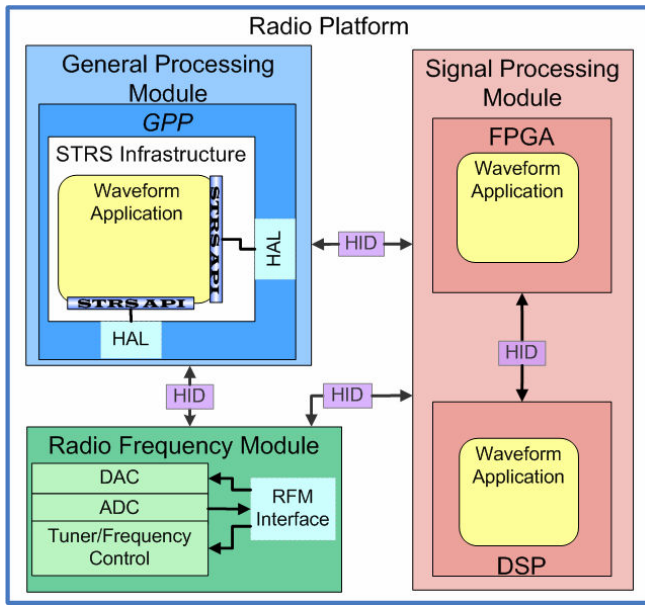 Radio Platform
General Processing
Module
GPP
STRS Infrastructure
Waveform
Application
STRS API
HAL
STRS API
HAL
HID
Signal Processing
Module
FPGA
Waveform
Application
HID
Waveform
Application
DSP
HID
HID
Radio Frequency Module
DAC
ADC
Tuner/Frequency
Control
RFM
Interface